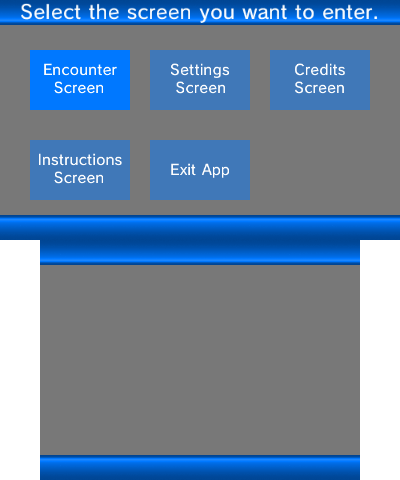 Select the screen you want to enter.
Encounter
Screen
Settings
Screen
Credits
Screen
Instructions
Screen
Exit App